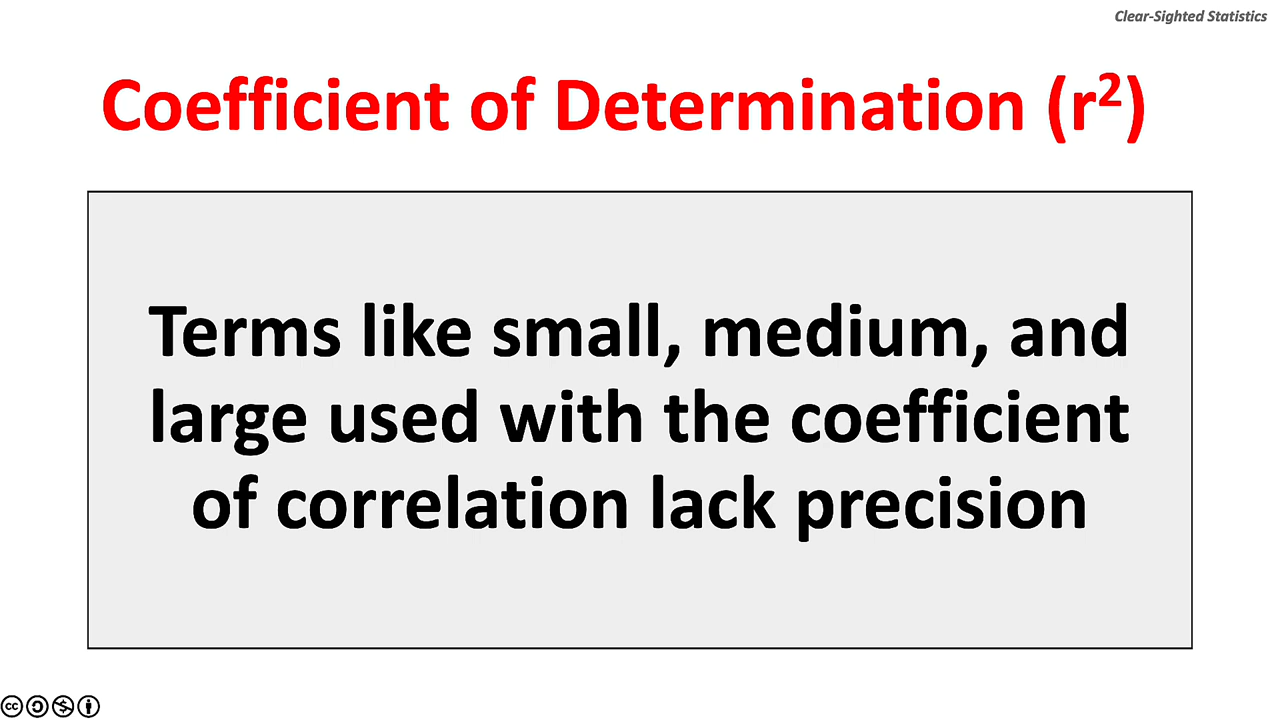 Clear-Sighted Statistics
Coefficient of Determination (r²)
Terms like small, medium, and
large used with the coefficient
of correlation lack precision
cc